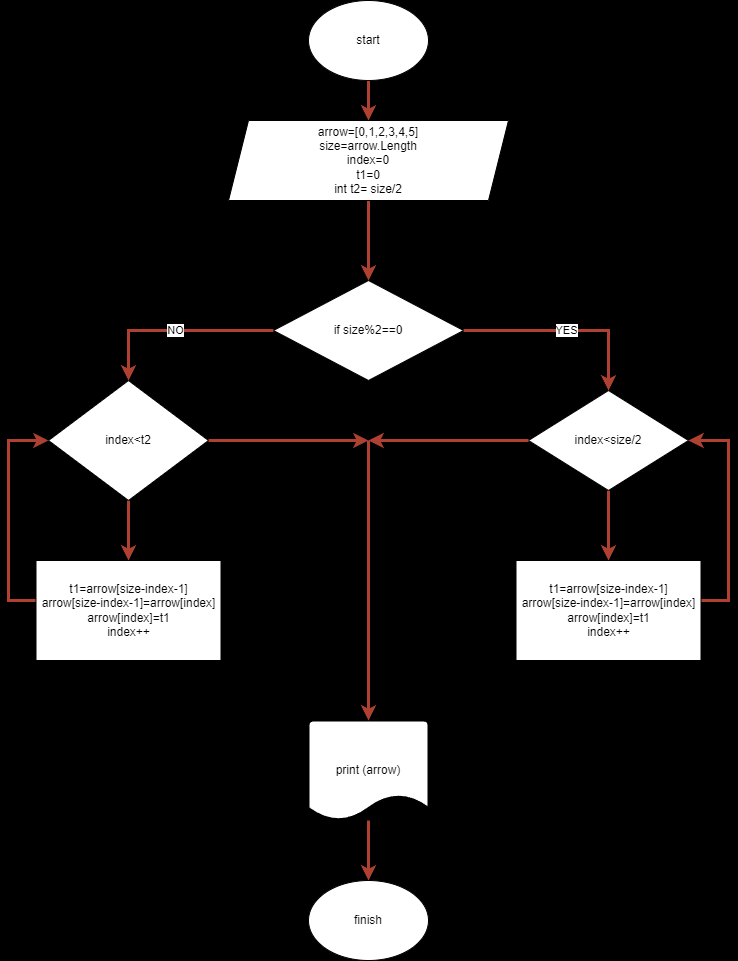 start
arrow=[0,1,2,3,4,5]
size=arrow.Length
index=0
t1=0
int t2= size/2
if size%2==0
NO
YES
index<t2
index<size/2
t1=arrow[size-index-1]
arrow[size-index-1]=arrow[index]
arrow[index]=t1
index++
t1=arrow[size-index-1]
arrow[size-index-1]=arrow[index]
arrow[index]=t1
index++
print (arrow)
finish